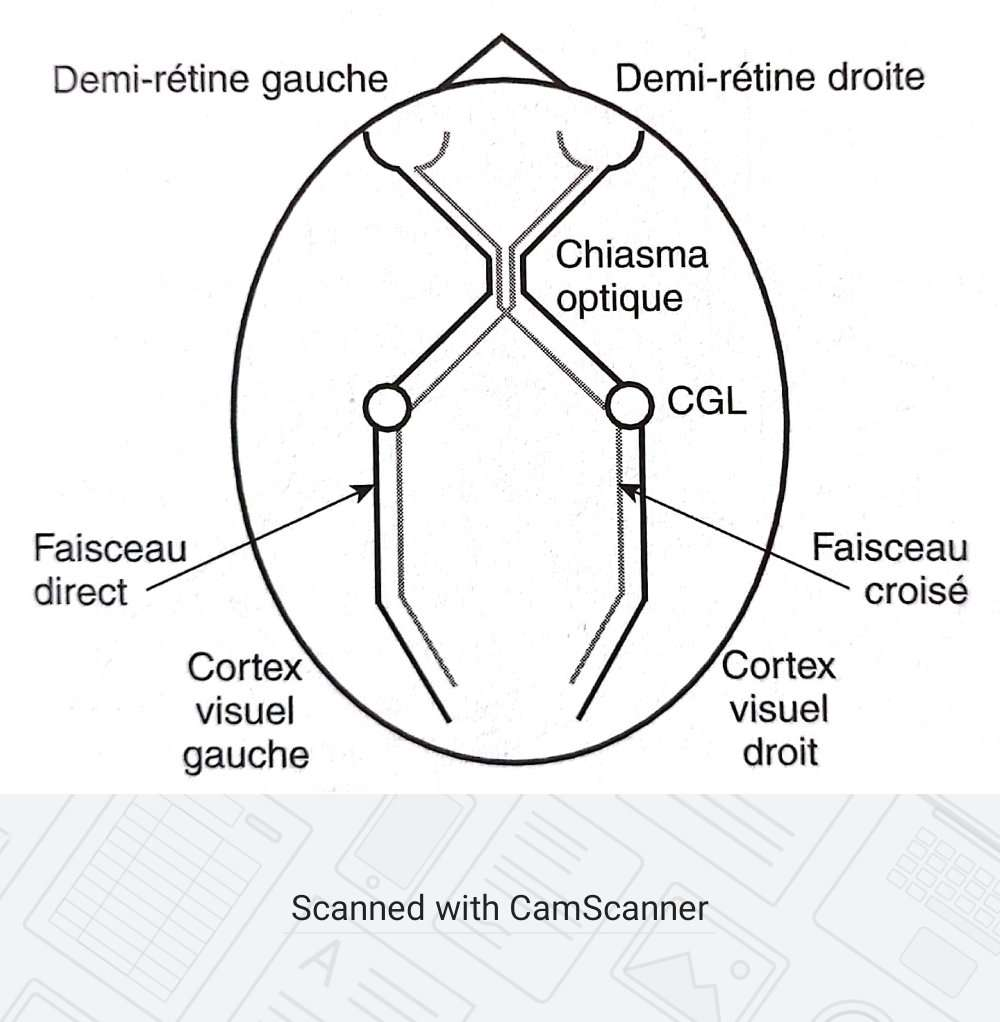 Demi-rétine gauche
Demi-rétine droite
Chiasma
optique
CGL
Faisceau
direct
Faisceau
croisé
Cortex
visuel
gauche
Cortex
visuel
droit
Scanned with CamScanner